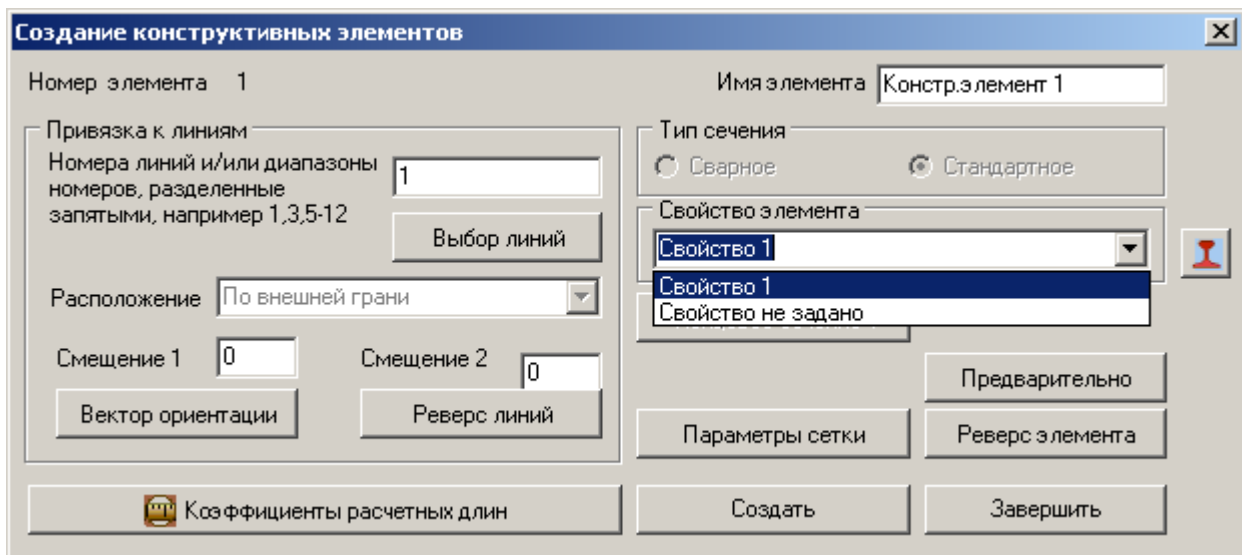 Создание конструктивных элементов
Номер элемента 1
Имя элемента Констр.элемент 1
Привязка к линиям
Номера линий и/или диапазоны
номеров, разделенные
запятыми, например 1,3,5-12
1
Выбор линий
Расположение По внешней грани
Смещение 1 0
Смещение 2 0
Вектор ориентации
Реверс линий
Коэффициенты расчетных длин
Тип сечения
Сварное
Стандартное
Свойство элемента
Свойство 1
Свойство 1
Свойство не задано
Предварительно
Параметры сетки
Реверс элемента
Создать
Завершить